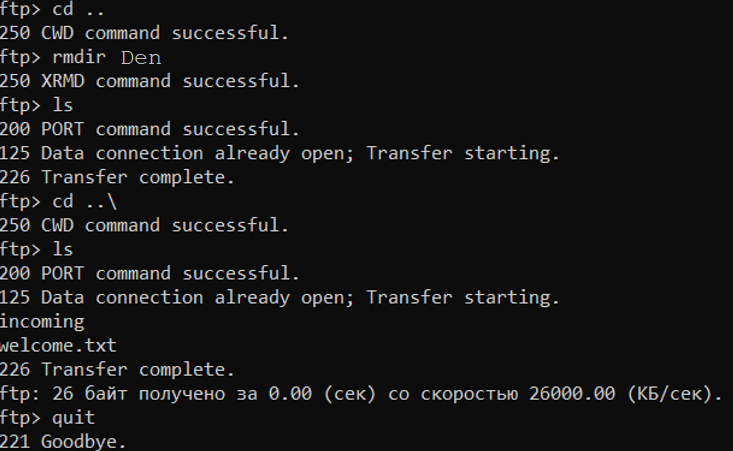 ftp> cd ..
250 CWD command successful.
ftp> rmdir Den
250 XRMD command successful.
ftp> ls
200 PORT command successful.
125 Data connection already open; Transfer starting.
226 Transfer complete.
ftp> cd ..\
250 CWD command successful.
ftp> ls
200 PORT command successful.
125 Data connection already open; Transfer starting.
incoming
welcome.txt
226 Transfer complete.
ftp: 26 байт получено за 0.00 (сек) со скоростью 26000.00 (КБ/сек).
ftp> quit
221 Goodbye.